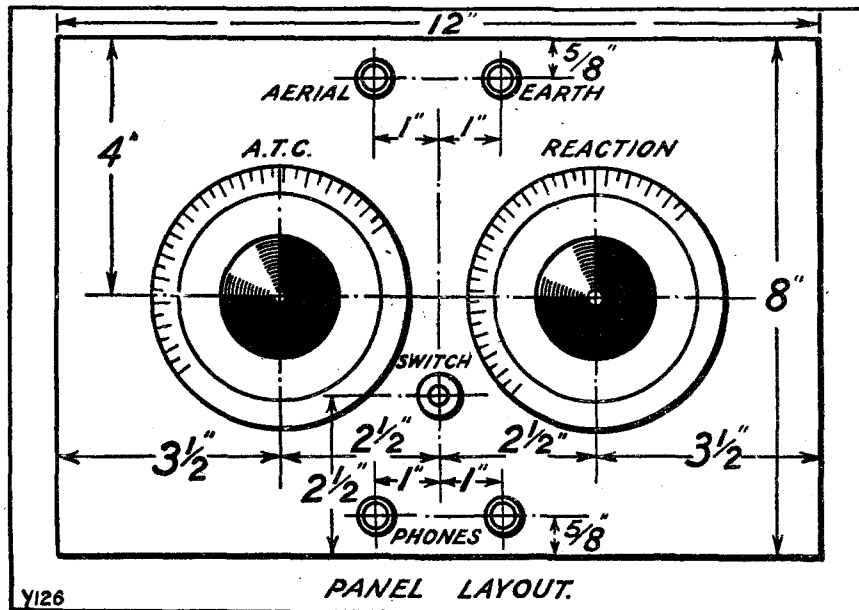 12"
5/8"
AERIAL EARTH
1" 1"
4"
A.T.C. REACTION
8"
SWITCH
3½" 2½" 2½" 3½"
2½"
1" 1"
PHONES
5/8"
Y126
PANEL LAYOUT.